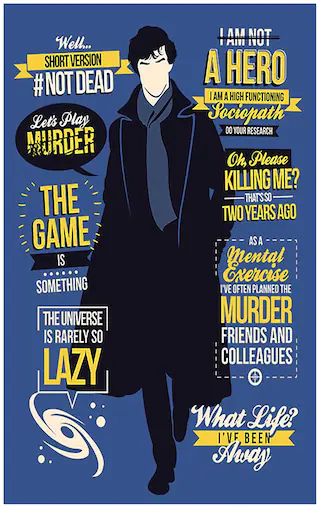 Well...
SHORT VERSION
#NOT DEAD
Let's Play
MURDER
THE
GAME
IS
SOMETHING
THE UNIVERSE
IS RARELY SO
LAZY
I AM NOT
A HERO
I AM A HIGH FUNCTIONING
Sociopath
DO YOUR RESEARCH
Oh, Please
KILLING ME?
THAT'S SO
TWO YEARS AGO
AS A
Mental
Exercise
I'VE OFTEN PLANNED THE
MURDER
FRIENDS AND
COLLEAGUES
What Life?
I'VE BEEN
Away